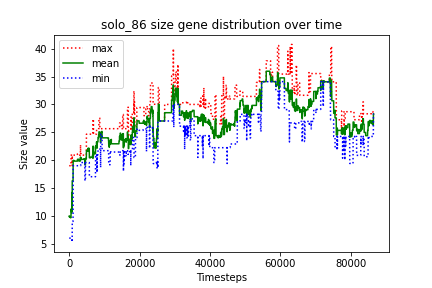 solo_86 size gene distribution over time
max
mean
min
Size value
40
35
30
25
20
15
10
5
0
20000
40000
60000
80000
Timesteps